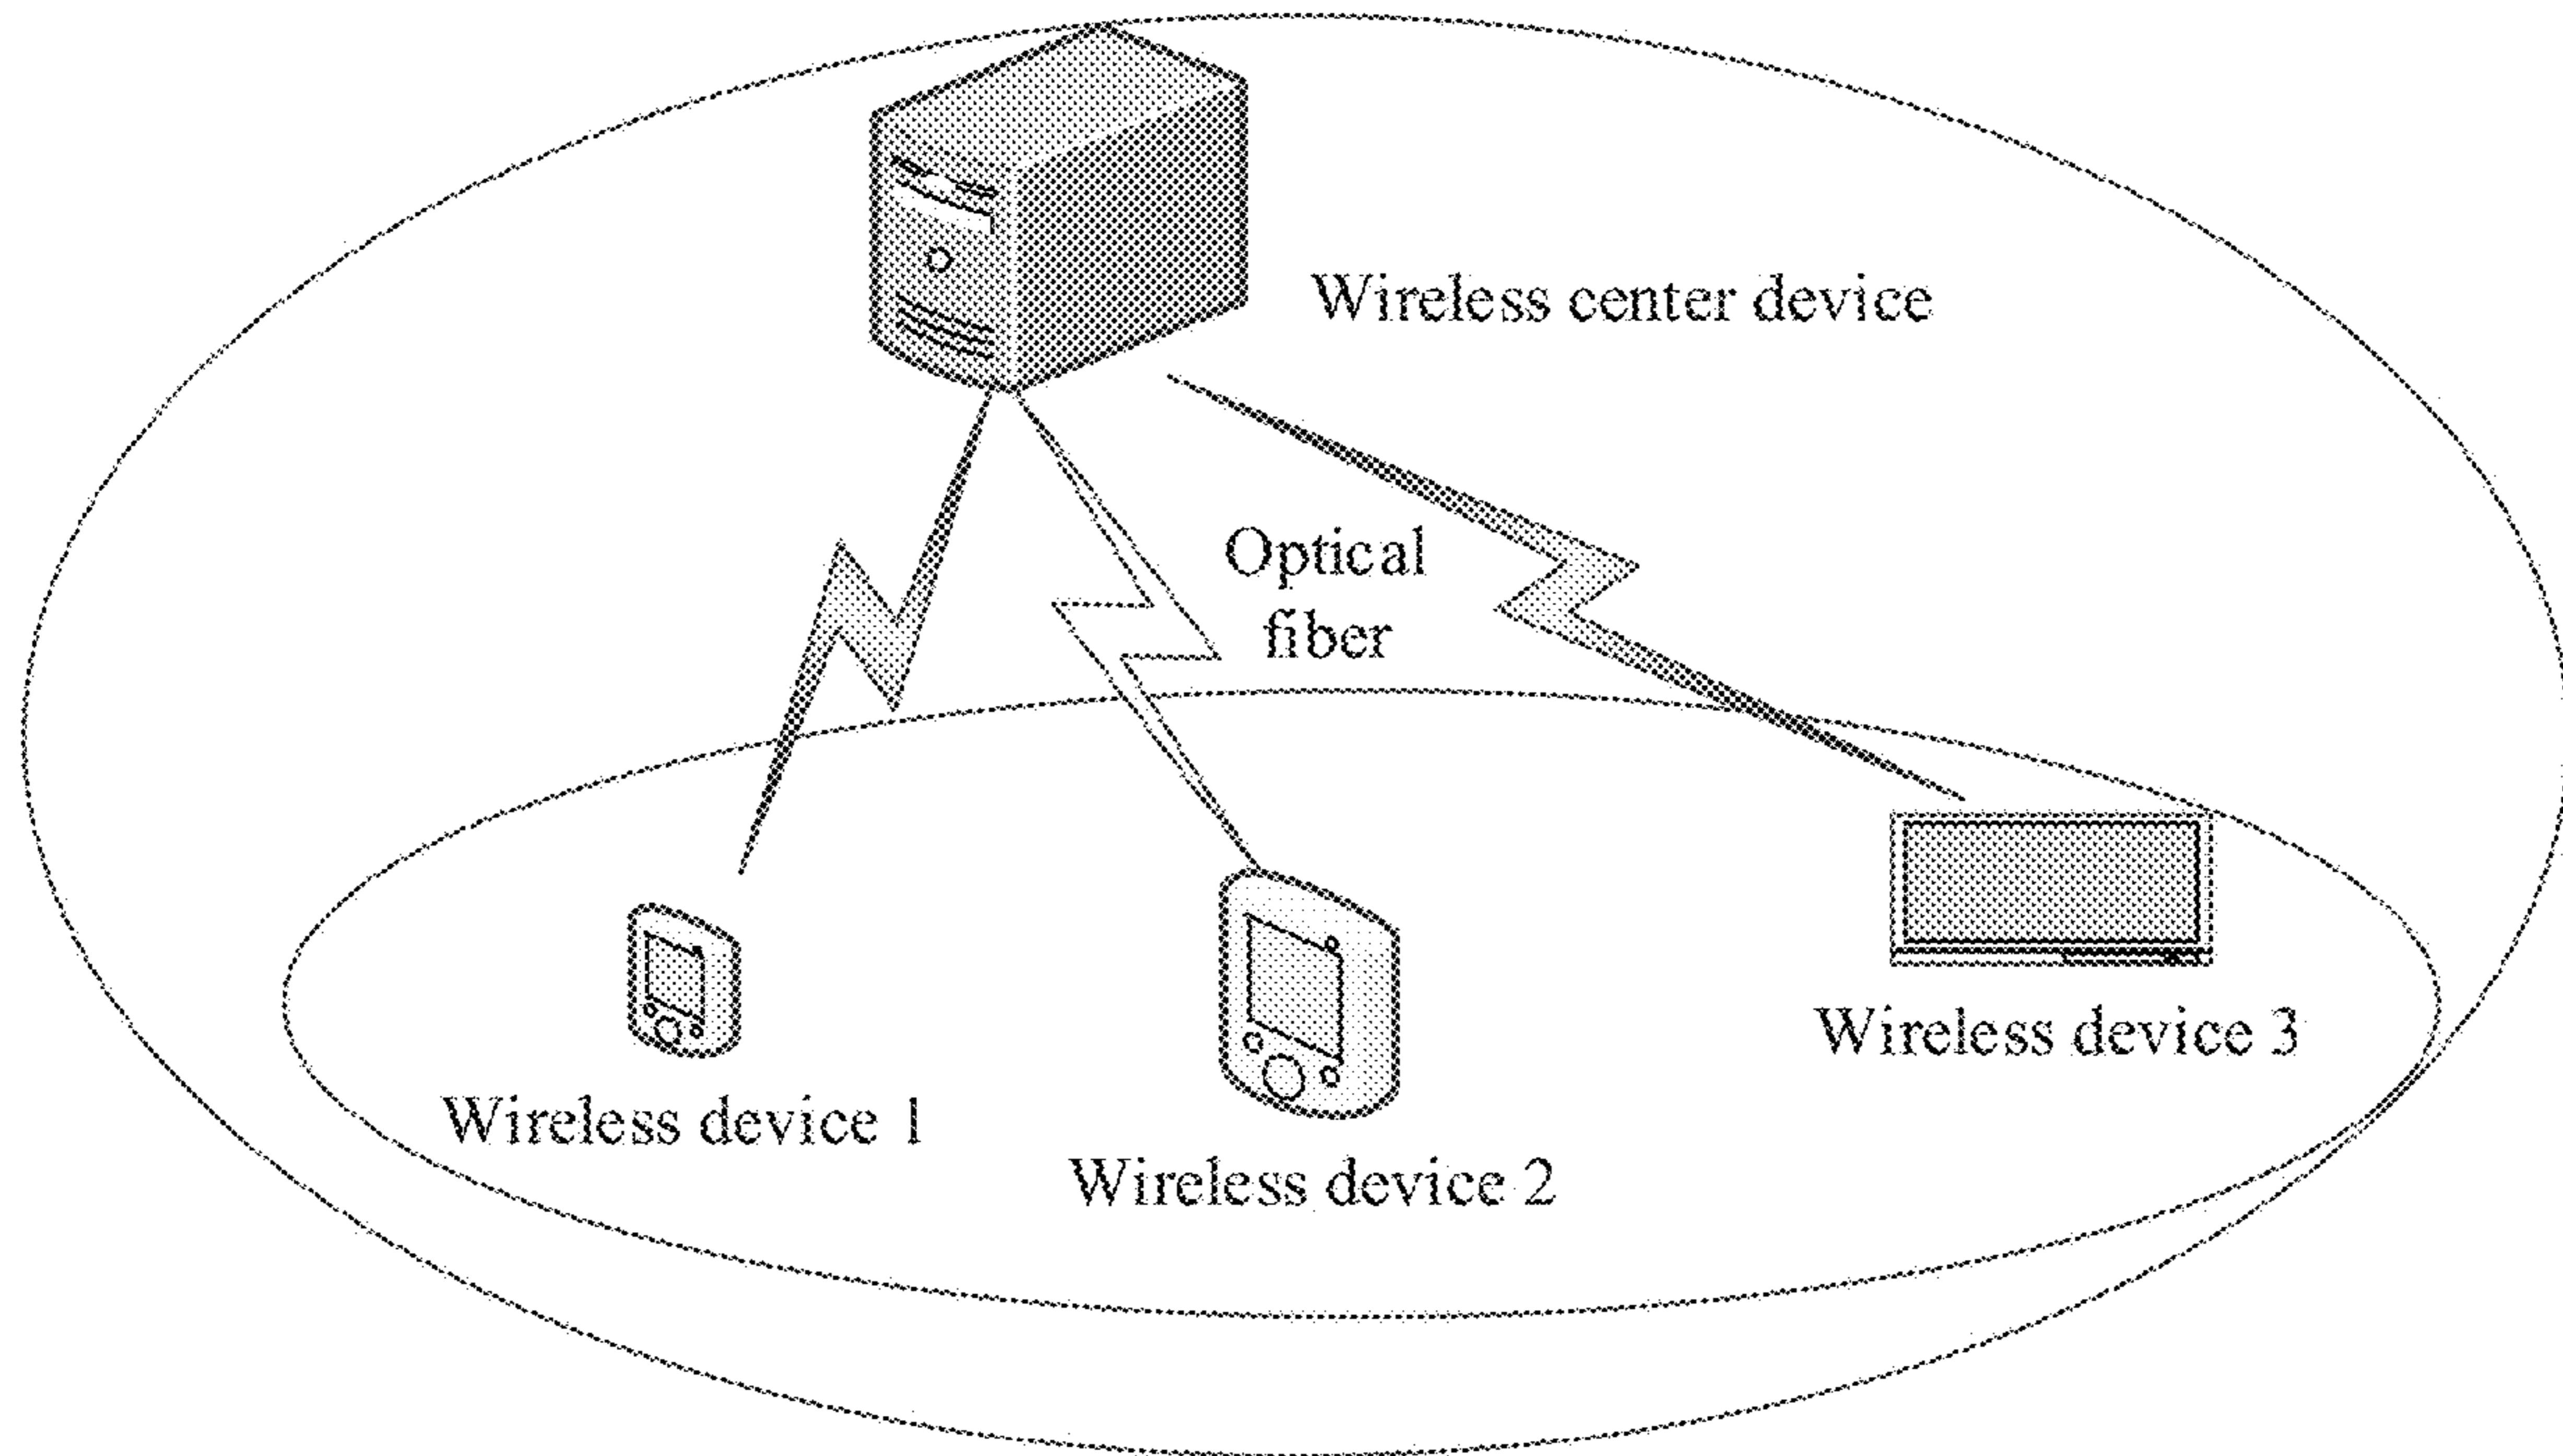 Wireless center device
Optical
fiber
Wireless device 3
Wireless device 1
Wireless device 2